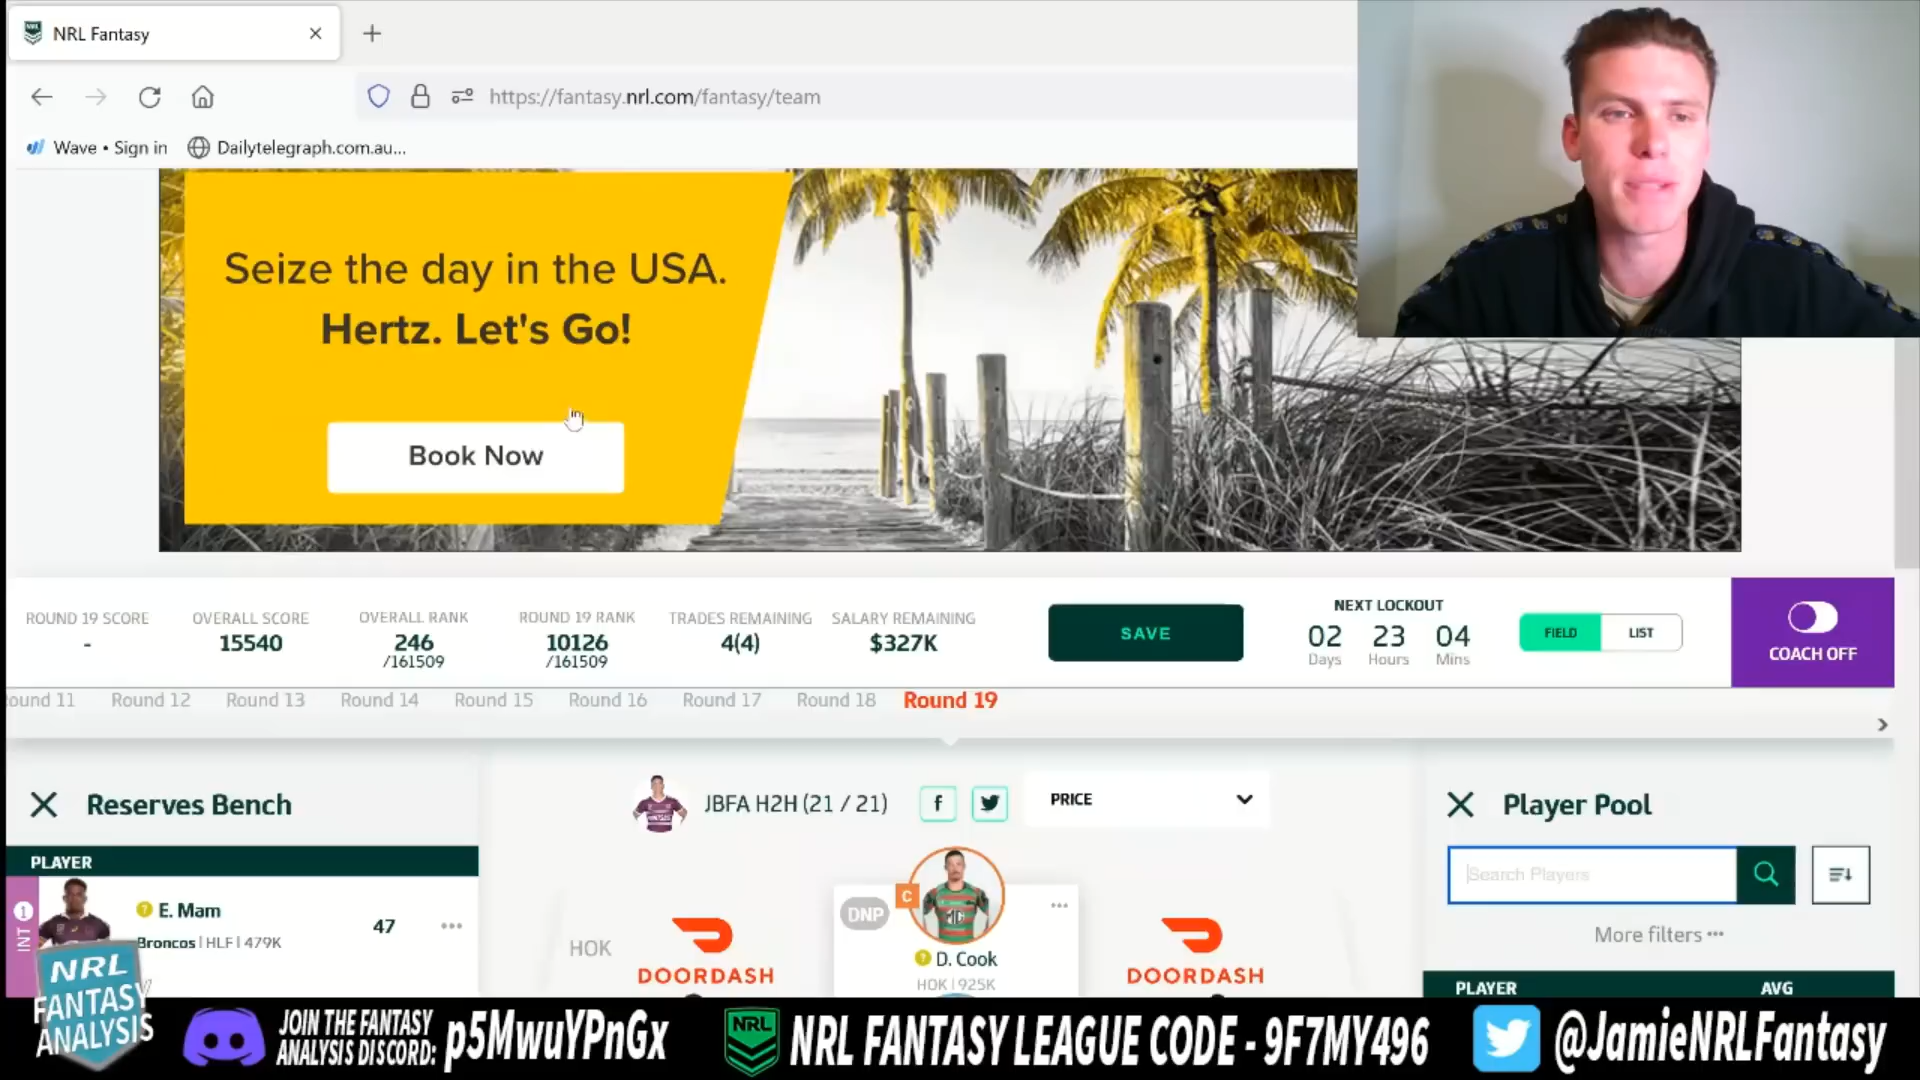 NRL Fantasy
https://fantasy.nrl.com/fantasy/team
Wave • Sign in
Dailytelegraph.com.au...
Seize the day in the USA.
Hertz. Let's Go!
Book Now
ROUND 19 SCORE
-
OVERALL SCORE
15540
OVERALL RANK
246
/161509
ROUND 19 RANK
10126
/161509
TRADES REMAINING
4(4)
SALARY REMAINING
$327K
SAVE
NEXT LOCKOUT
02 23 04
Days Hours Mins
FIELD LIST
COACH OFF
ound 11 Round 12 Round 13 Round 14 Round 15 Round 16 Round 17 Round 18 Round 19
Reserves Bench
PLAYER
1
INT
E. Mam
Broncos | HLF | 479K
47
JBFA H2H (21 / 21)
PRICE
HOK
DOORDASH
DNP
C
D. Cook
HOK | 925K
DOORDASH
Player Pool
Search Players
More filters
PLAYER AVG
NRL
FANTASY
ANALYSIS
JOIN THE FANTASY
ANALYSIS DISCORD: p5MwuYPnGx
NRL
NRL FANTASY LEAGUE CODE - 9F7MY496
@JamieNRLFantasy